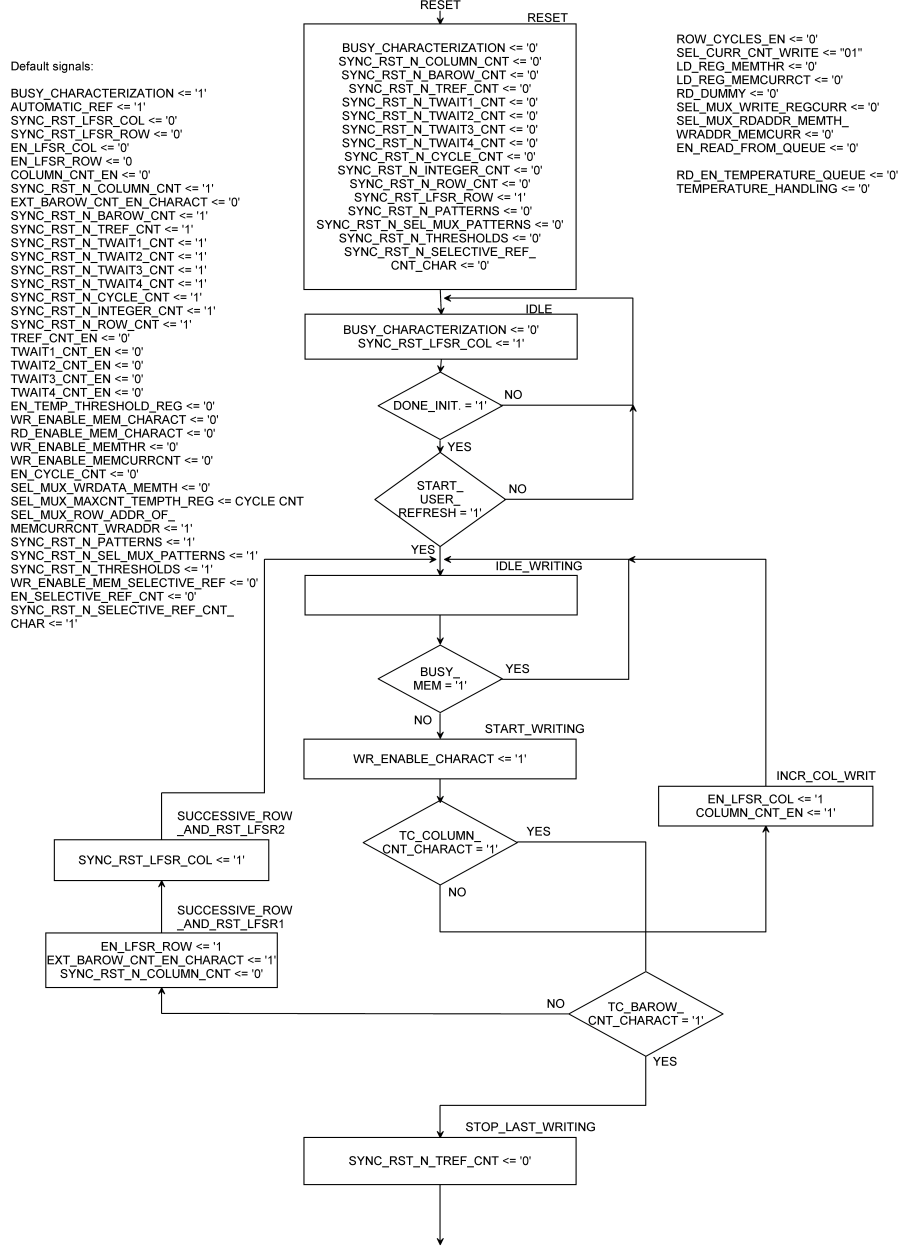 RESET
RESET
BUSY_CHARACTERIZATION <= '0'
SYNC_RST_N_COLUMN_CNT <= '0'
SYNC_RST_N_BAROW_CNT <= '0'
SYNC_RST_N_TREF_CNT <= '0'
SYNC_RST_N_TWAIT1_CNT <= '0'
SYNC_RST_N_TWAIT2_CNT <= '0'
SYNC_RST_N_TWAIT3_CNT <= '0'
SYNC_RST_N_TWAIT4_CNT <= '0'
SYNC_RST_N_CYCLE_CNT <= '0'
SYNC_RST_N_INTEGER_CNT <= '0'
SYNC_RST_N_ROW_CNT <= '0'
SYNC_RST_LFSR_ROW <= '1'
SYNC_RST_N_PATTERNS <= '0'
SYNC_RST_N_SEL_MUX_PATTERNS <= '0'
SYNC_RST_N_THRESHOLDS <= '0'
SYNC_RST_N_SELECTIVE_REF_
CNT_CHAR <= '0'
Default signals:
BUSY_CHARACTERIZATION <= '1'
AUTOMATIC_REF <= '1'
SYNC_RST_LFSR_COL <= '0'
SYNC_RST_LFSR_ROW <= '0'
EN_LFSR_COL <= '0'
EN_LFSR_ROW <= '0
COLUMN_CNT_EN <= '0'
SYNC_RST_N_COLUMN_CNT <= '1'
EXT_BAROW_CNT_EN_CHARACT <= '0'
SYNC_RST_N_BAROW_CNT <= '1'
SYNC_RST_N_TREF_CNT <= '1'
SYNC_RST_N_TWAIT1_CNT <= '1'
SYNC_RST_N_TWAIT2_CNT <= '1'
SYNC_RST_N_TWAIT3_CNT <= '1'
SYNC_RST_N_TWAIT4_CNT <= '1'
SYNC_RST_N_CYCLE_CNT <= '1'
SYNC_RST_N_INTEGER_CNT <= '1'
SYNC_RST_N_ROW_CNT <= '1'
TREF_CNT_EN <= '0'
TWAIT1_CNT_EN <= '0'
TWAIT2_CNT_EN <= '0'
TWAIT3_CNT_EN <= '0'
TWAIT4_CNT_EN <= '0'
EN_TEMP_THRESHOLD_REG <= '0'
WR_ENABLE_MEM_CHARACT <= '0'
RD_ENABLE_MEM_CHARACT <= '0'
WR_ENABLE_MEMTHR <= '0'
WR_ENABLE_MEMCURRCNT <= '0'
EN_CYCLE_CNT <= '0'
SEL_MUX_WRDATA_MEMTH <= '0'
SEL_MUX_MAXCNT_TEMPTH_REG <= CYCLE CNT
SEL_MUX_ROW_ADDR_OF_
MEMCURRCNT_WRADDR <= '1'
SYNC_RST_N_PATTERNS <= '1'
SYNC_RST_N_SEL_MUX_PATTERNS <= '1'
SYNC_RST_N_THRESHOLDS <= '1'
WR_ENABLE_MEM_SELECTIVE_REF <= '0'
EN_SELECTIVE_REF_CNT <= '0'
SYNC_RST_N_SELECTIVE_REF_CNT_
CHAR <= '1'
ROW_CYCLES_EN <= '0'
SEL_CURR_CNT_WRITE <= "01"
LD_REG_MEMTHR <= '0'
LD_REG_MEMCURRCT <= '0'
RD_DUMMY <= '0'
SEL_MUX_WRITE_REGCURR <= '0'
SEL_MUX_RDADDR_MEMTH_
WRADDR_MEMCURR <= '0'
EN_READ_FROM_QUEUE <= '0'
RD_EN_TEMPERATURE_QUEUE <= '0'
TEMPERATURE_HANDLING <= '0'
IDLE
BUSY_CHARACTERIZATION <= '0'
SYNC_RST_LFSR_COL <= '1'
DONE_INIT. = '1'
NO
YES
START_
USER_
REFRESH = '1'
NO
YES
IDLE_WRITING
BUSY_
MEM = '1'
YES
NO
START_WRITING
WR_ENABLE_CHARACT <= '1'
INCR_COL_WRIT
EN_LFSR_COL <= '1
COLUMN_CNT_EN <= '1'
TC_COLUMN_
CNT_CHARACT = '1'
YES
NO
SUCCESSIVE_ROW
_AND_RST_LFSR2
SYNC_RST_LFSR_COL <= '1'
SUCCESSIVE_ROW
_AND_RST_LFSR1
EN_LFSR_ROW <= '1
EXT_BAROW_CNT_EN_CHARACT <= '1'
SYNC_RST_N_COLUMN_CNT <= '0'
NO
TC_BAROW_
CNT_CHARACT = '1'
YES
STOP_LAST_WRITING
SYNC_RST_N_TREF_CNT <= '0'